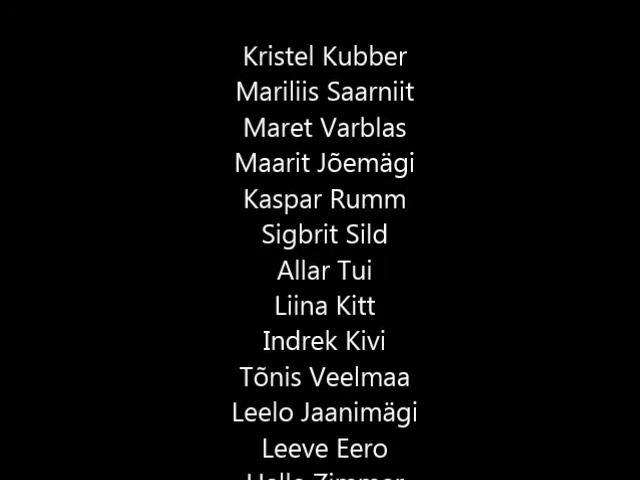 Kristel Kubber
Mariliis Saarniit
Maret Varblas
Maarit Jõemägi
Kaspar Rumm
Sigbrit Sild
Allar Tui
Liina Kitt
Indrek Kivi
Tõnis Veelmaa
Leelo Jaanimägi
Leeve Eero